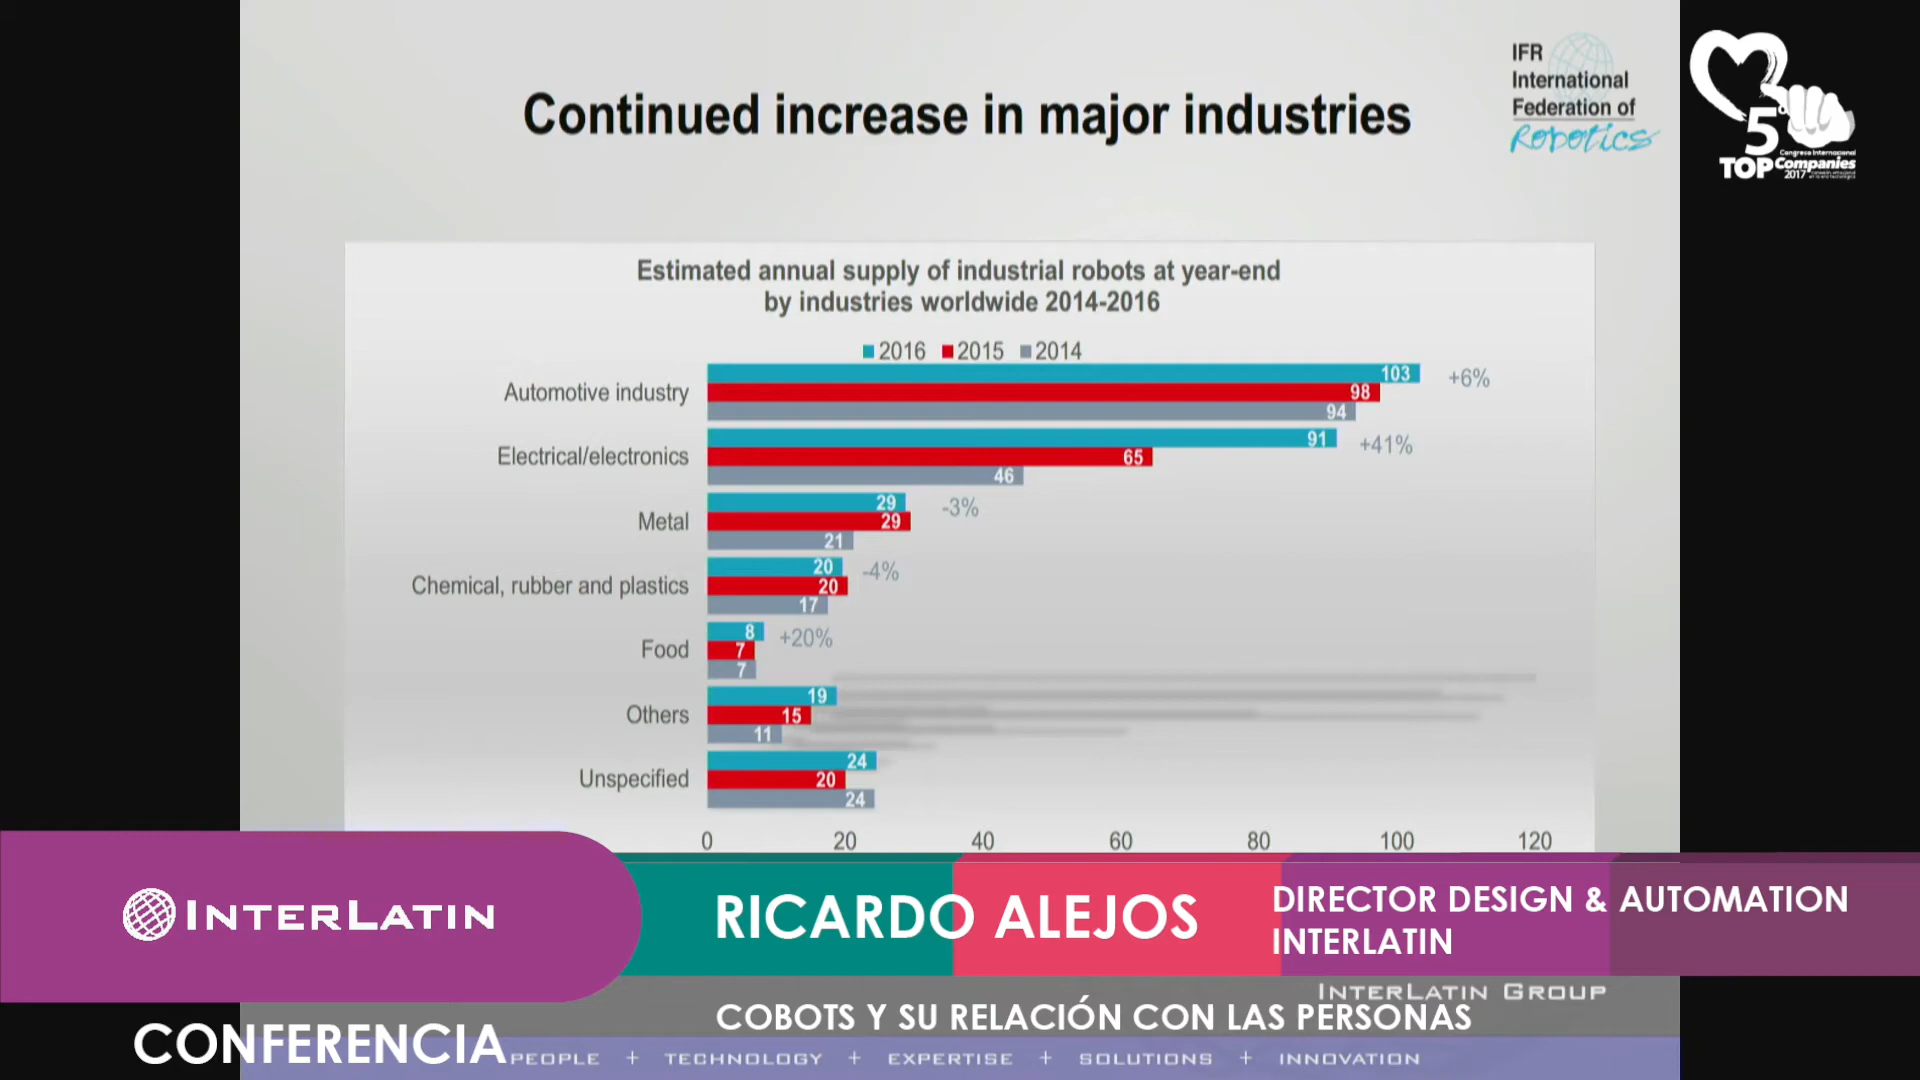 Continued increase in major industries
IFR
International
Federation of
Robotics
5°
Congreso Internacional
TOP Companies
2017
Estimated annual supply of industrial robots at year-end
by industries worldwide 2014-2016
2016 2015 2014
Automotive industry
103
98
94
+6%
Electrical/electronics
91
65
46
+41%
Metal
29
29
21
-3%
Chemical, rubber and plastics
20
20
17
-4%
Food
8
7
7
+20%
Others
19
15
11
Unspecified
24
20
24
0 20 40 60 80 100 120
INTERLATIN
RICARDO ALEJOS
DIRECTOR DESIGN & AUTOMATION
INTERLATIN
INTERLATIN GROUP
COBOTS Y SU RELACIÓN CON LAS PERSONAS
CONFERENCIA
PEOPLE + TECHNOLOGY + EXPERTISE + SOLUTIONS + INNOVATION